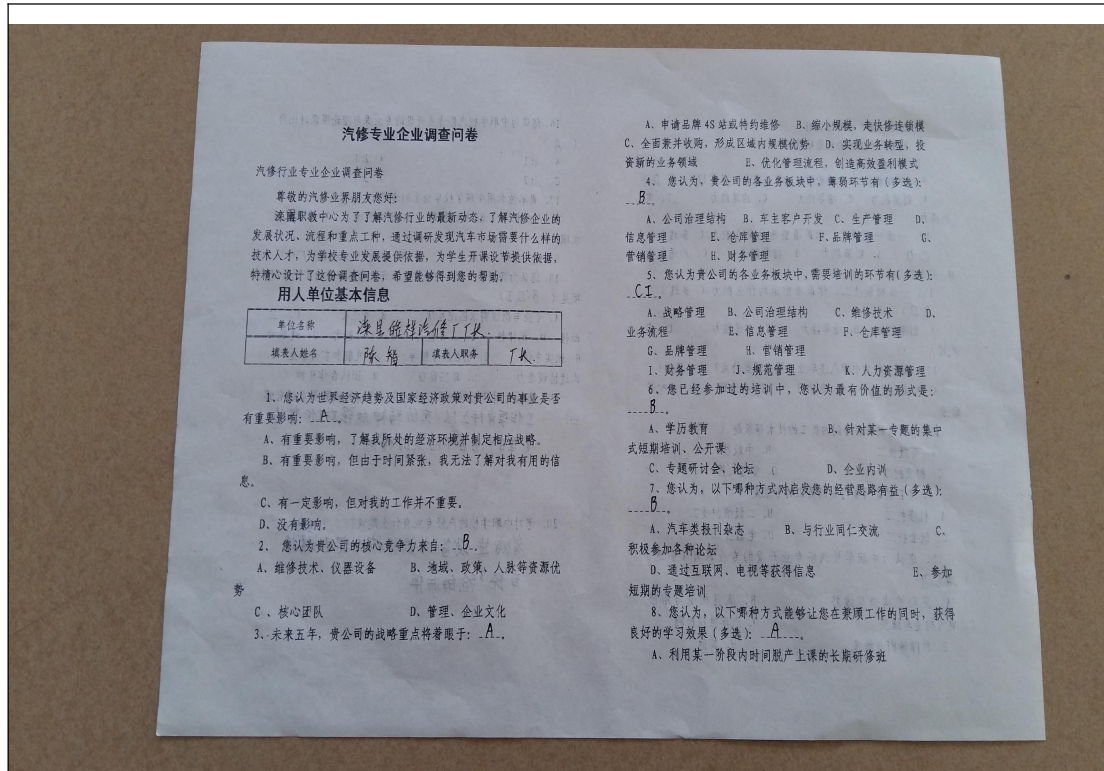 汽修专业企业调查问卷
汽修行业专业企业调查问卷
尊敬的汽修业界朋友您好:
滦县职教中心为了了解汽修行业的最新动态、了解汽修企业的
发展状况、流程和重点工种，通过调研发现汽车市场需要什么样的
技术人才，为学校专业发展提供依据，为学生开课设节提供依据，
特精心设计了这份调查问卷，希望能够得到您的帮助。
用人单位基本信息
单位名称 滦县 祥汽修
填表人姓名 陈 填表人职务
1、您认为世界经济趋势及国家经济政策对贵公司的事业是否
有重要影响: A 。
A、有重要影响，了解我所处的经济环境并制定相应战略。
B、有重要影响，但由于时间紧张，我无法了解对我有用的信
息。
C、有一定影响，但对我的工作并不重要。
D、没有影响。
2、 您认为贵公司的核心竞争力来自: B 。
A、维修技术、仪器设备 B、地域、政策、人脉等资源优
势
C 、核心团队 D、管理、企业文化
3、未来五年，贵公司的战略重点将着眼于: A 。
A、申请品牌 4S 站或特约维修 B、缩小规模，走快修连锁模
C、全面兼并收购，形成区域内规模优势 D、实现业务转型，投
资新的业务领域 E、优化管理流程，创造高效盈利模式
4、 您认为，贵公司的各业务板块中，薄弱环节有(多选):
B 。
A、公司治理结构 B、车主客户开发 C、生产管理 D、
信息管理 E、仓库管理 F、品牌管理 G、
营销管理 H、财务管理
5、您认为贵公司的各业务板块中，需要培训的环节有(多选):
CI 。
A、战略管理 B、公司治理结构 C、维修技术 D、
业务流程 E、信息管理 F、仓库管理
G、品牌管理 H、营销管理
I、财务管理 J、规范管理 K、人力资源管理
6、您已经参加过的培训中，您认为最有价值的形式是:
B 。
A、学历教育 B、针对某一专题的集中
式短期培训、公开课
C、专题研讨会、论坛 D、企业内训
7、您认为，以下哪种方式对启发您的经营思路有益(多选):
B 。
A、汽车类报刊杂志 B、与行业同仁交流 C、
积极参加各种论坛
D、通过互联网、电视等获得信息 E、参加
短期的专题培训
8、您认为，以下哪种方式能够让您在兼顾工作的同时，获得
良好的学习效果(多选): A 。
A、利用某一阶段内时间脱产上课的长期研修班